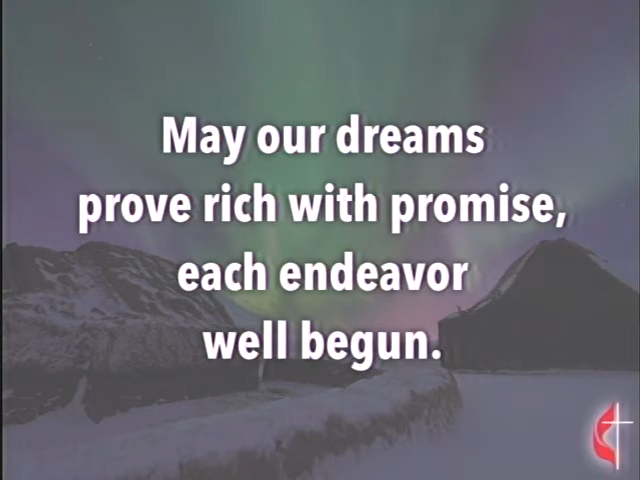 May our dreams
prove rich with promise,
each endeavor
well begun.